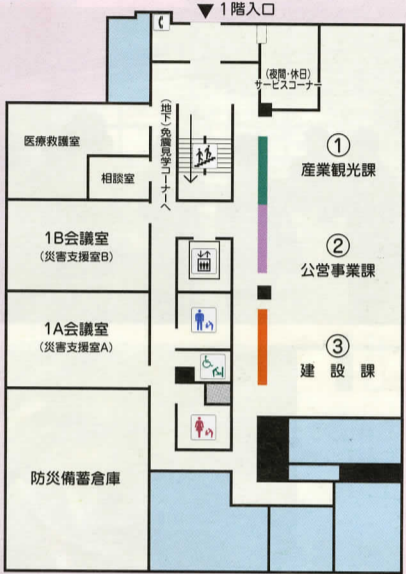 ▼ 1階入口
(夜間・休日)
サービスコーナー
(地下)免震見学コーナーへ
医療救護室
相談室
①
産業観光課
1B会議室
(災害支援室B)
②
公営事業課
1A会議室
(災害支援室A)
③
建設課
防災備蓄倉庫